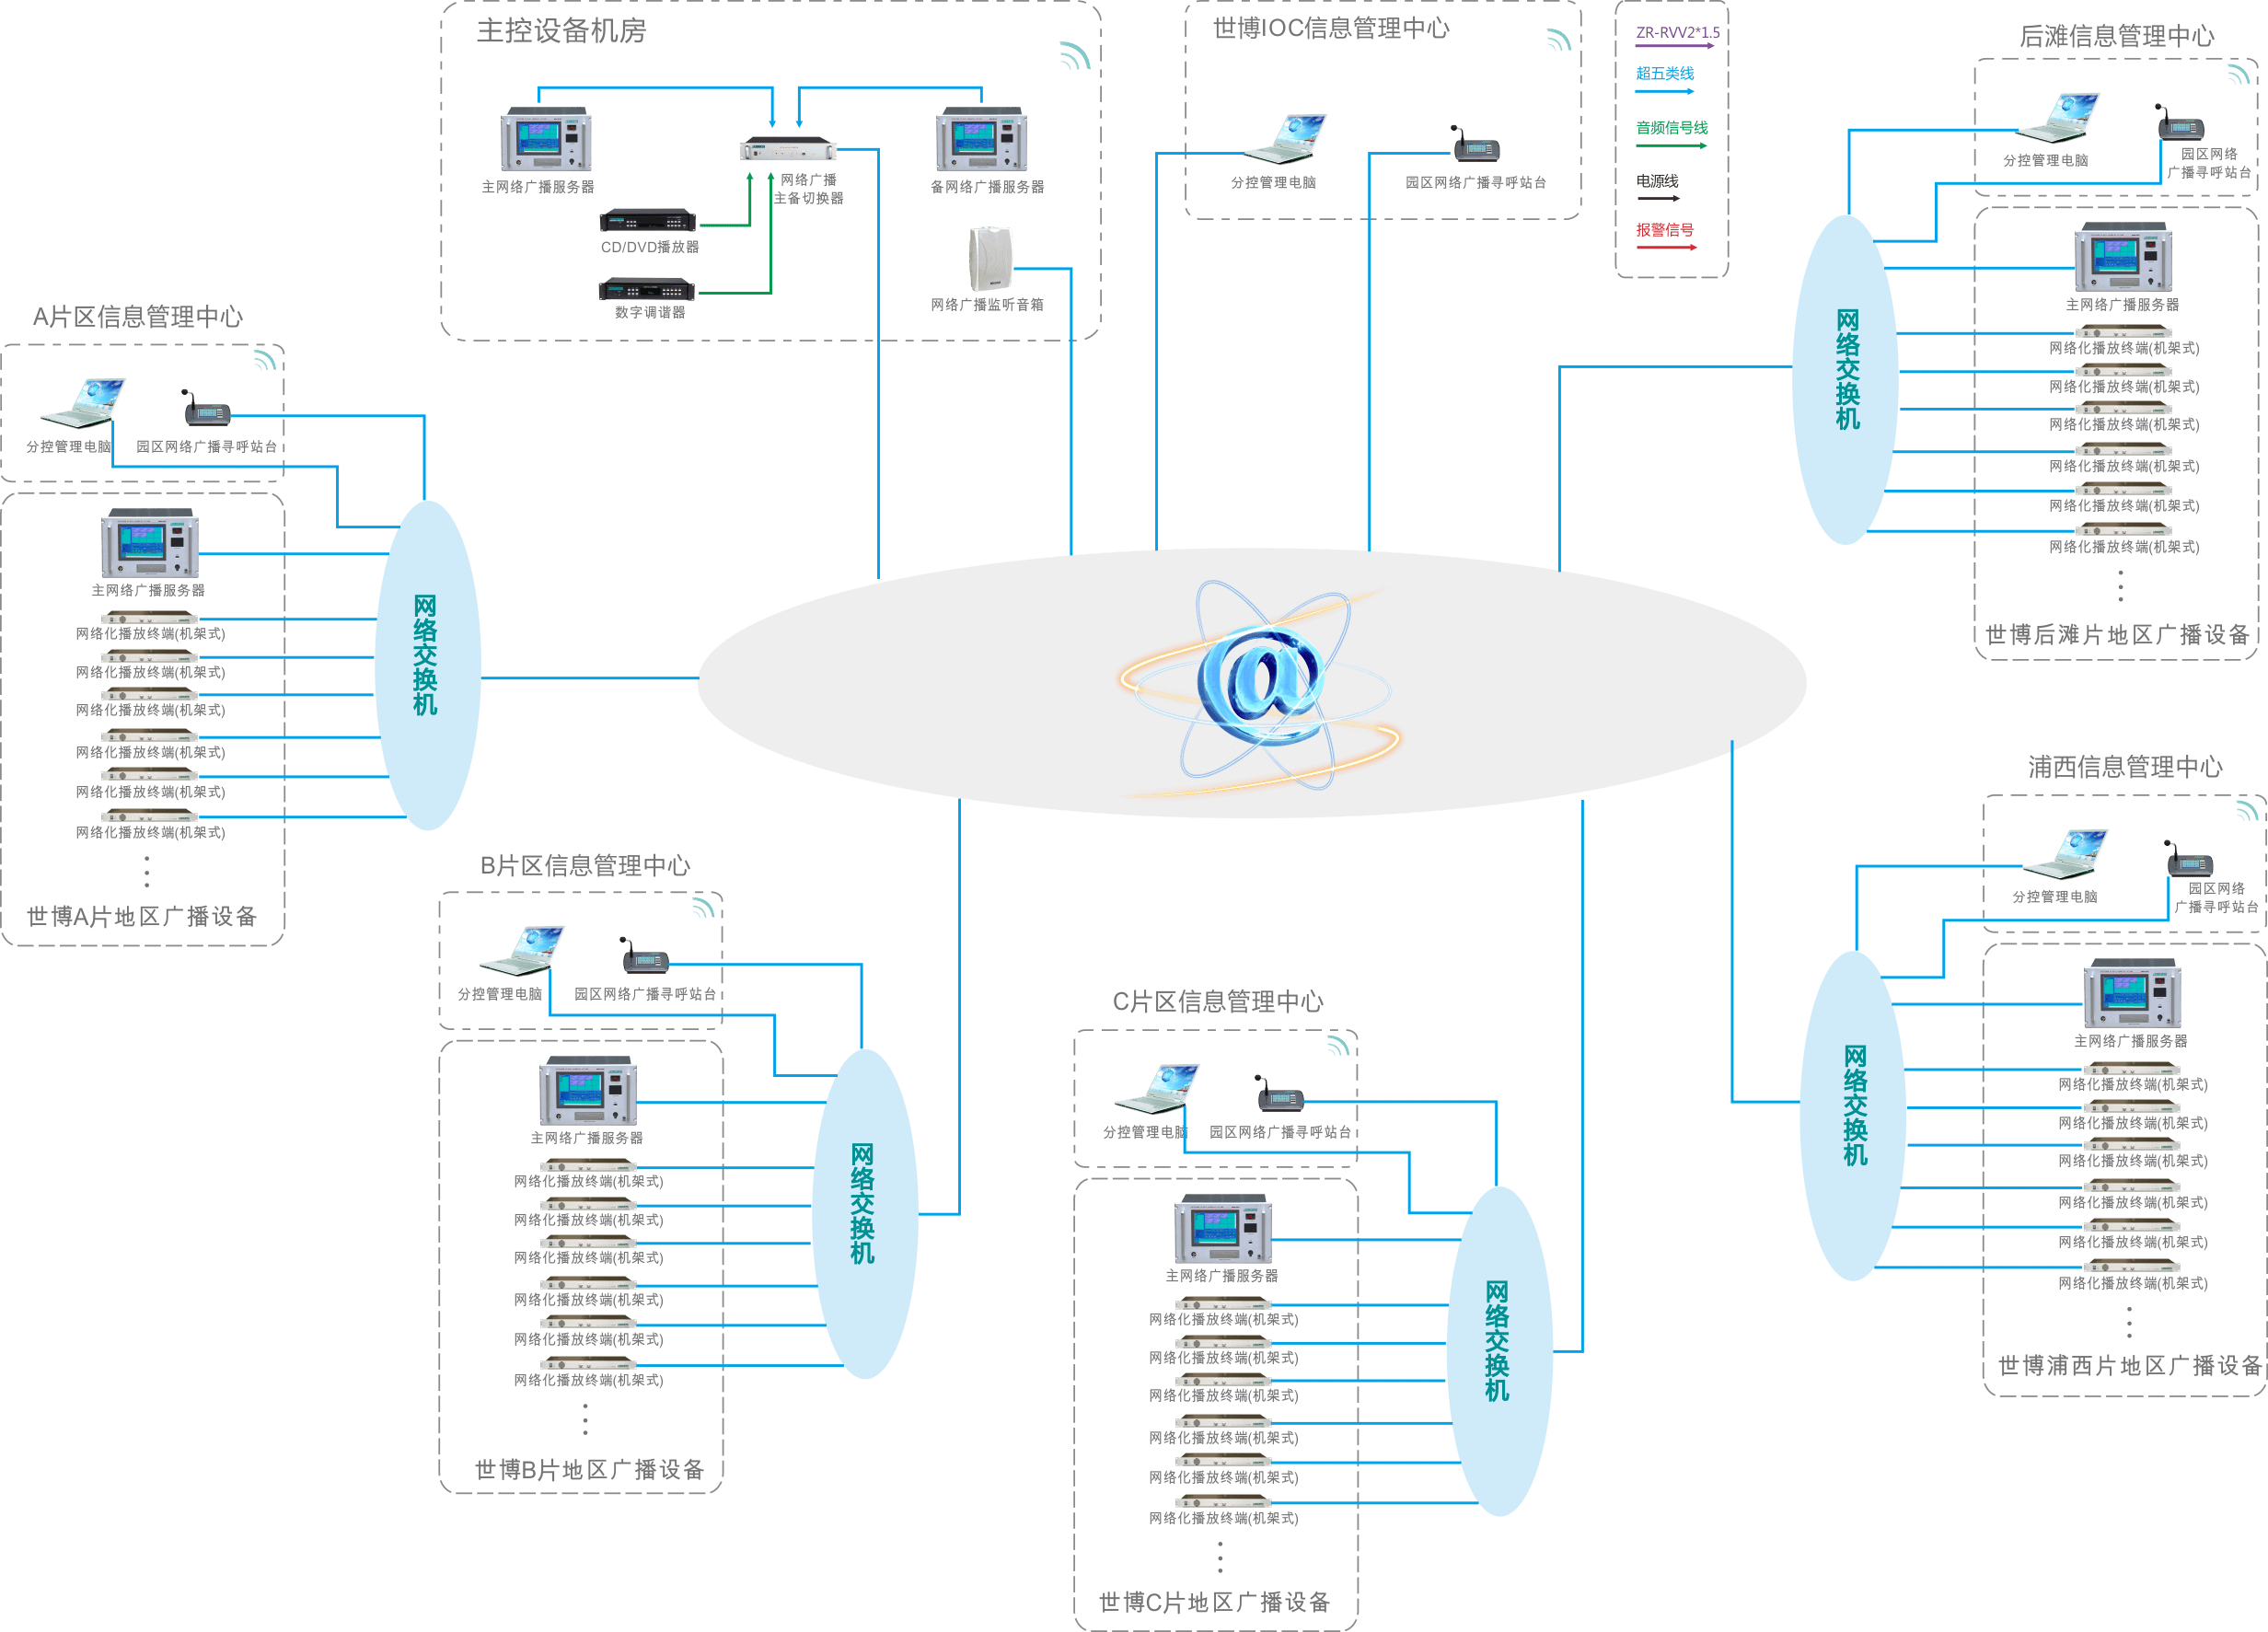 主控设备机房
主网络广播服务器
网络广播
主备切换器
备网络广播服务器
CD/DVD播放器
数字调谐器
网络广播监听音箱
世博IOC信息管理中心
分控管理电脑
园区网络广播寻呼站台
ZR-RVV2*1.5
超五类线
音频信号线
电源线
报警信号
后滩信息管理中心
分控管理电脑
园区网络
广播寻呼站台
主网络广播服务器
网络化播放终端(机架式)
网络化播放终端(机架式)
网络化播放终端(机架式)
网络化播放终端(机架式)
网络化播放终端(机架式)
网络化播放终端(机架式)
世博后滩片地区广播设备
网络交换机
A片区信息管理中心
分控管理电脑
园区网络广播寻呼站台
主网络广播服务器
网络化播放终端(机架式)
网络化播放终端(机架式)
网络化播放终端(机架式)
网络化播放终端(机架式)
网络化播放终端(机架式)
网络化播放终端(机架式)
世博A片地区广播设备
网络交换机
@
B片区信息管理中心
分控管理电脑
园区网络广播寻呼站台
主网络广播服务器
网络化播放终端(机架式)
网络化播放终端(机架式)
网络化播放终端(机架式)
网络化播放终端(机架式)
网络化播放终端(机架式)
网络化播放终端(机架式)
世博B片地区广播设备
网络交换机
C片区信息管理中心
分控管理电脑
园区网络广播寻呼站台
主网络广播服务器
网络化播放终端(机架式)
网络化播放终端(机架式)
网络化播放终端(机架式)
网络化播放终端(机架式)
网络化播放终端(机架式)
网络化播放终端(机架式)
世博C片地区广播设备
网络交换机
浦西信息管理中心
分控管理电脑
园区网络
广播寻呼站台
主网络广播服务器
网络化播放终端(机架式)
网络化播放终端(机架式)
网络化播放终端(机架式)
网络化播放终端(机架式)
网络化播放终端(机架式)
网络化播放终端(机架式)
世博浦西片地区广播设备
网络交换机